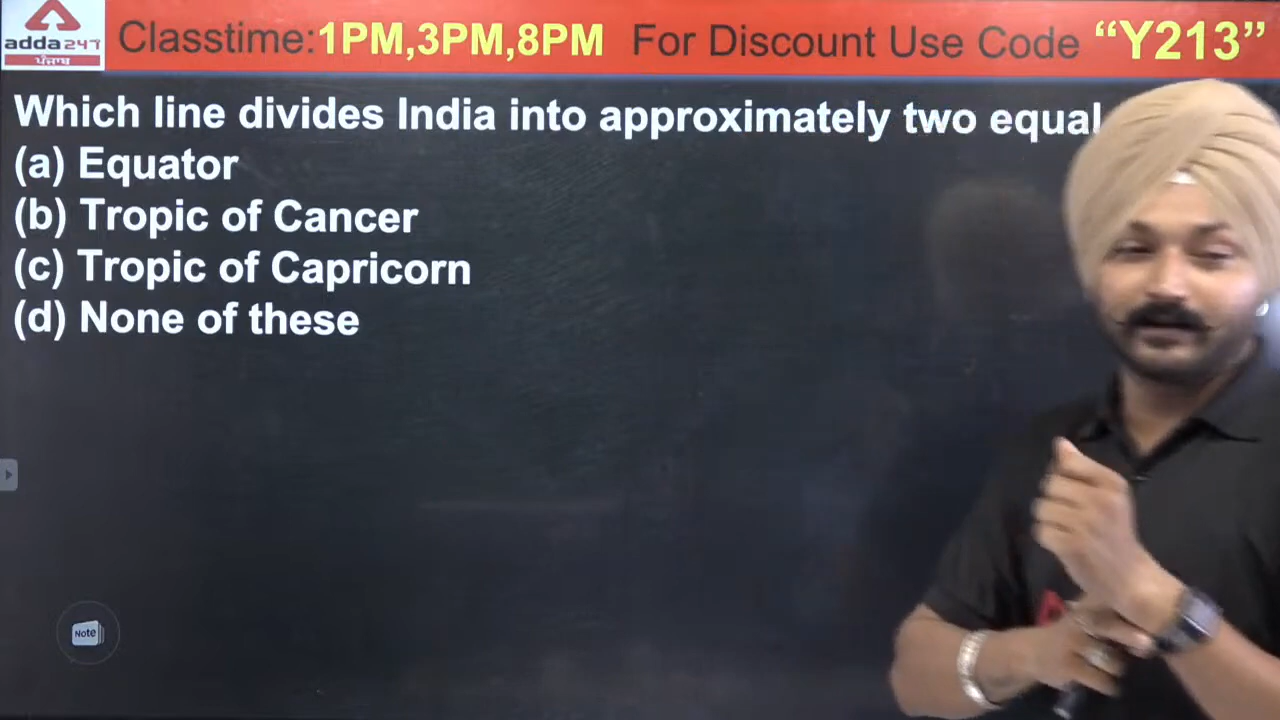 adda247
ਪੰਜਾਬ
Classtime:1PM,3PM,8PM For Discount Use Code “Y213”
Which line divides India into approximately two equal
(a) Equator
(b) Tropic of Cancer
(c) Tropic of Capricorn
(d) None of these
Note